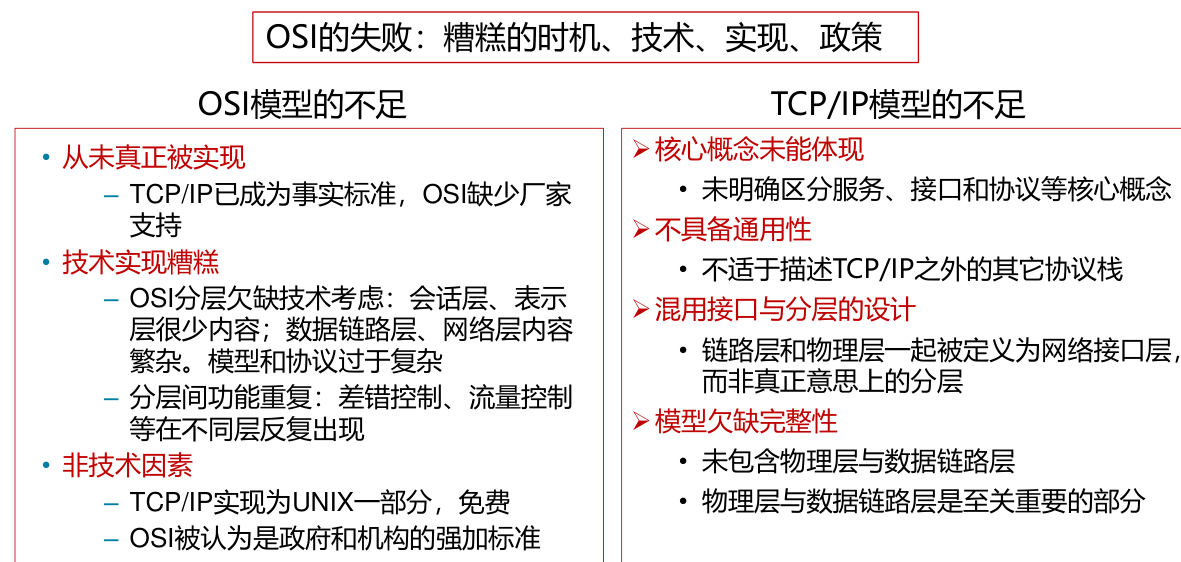 OSI的失败：糟糕的时机、技术、实现、政策
OSI模型的不足
• 从未真正被实现
– TCP/IP已成为事实标准，OSI缺少厂家
支持
• 技术实现糟糕
– OSI分层欠缺技术考虑：会话层、表示
层很少内容；数据链路层、网络层内容
繁杂。模型和协议过于复杂
– 分层间功能重复：差错控制、流量控制
等在不同层反复出现
• 非技术因素
– TCP/IP实现为UNIX一部分，免费
– OSI被认为是政府和机构的强加标准
TCP/IP模型的不足
➢ 核心概念未能体现
• 未明确区分服务、接口和协议等核心概念
➢ 不具备通用性
• 不适于描述TCP/IP之外的其它协议栈
➢ 混用接口与分层的设计
• 链路层和物理层一起被定义为网络接口层，
而非真正意思上的分层
➢ 模型欠缺完整性
• 未包含物理层与数据链路层
• 物理层与数据链路层是至关重要的部分